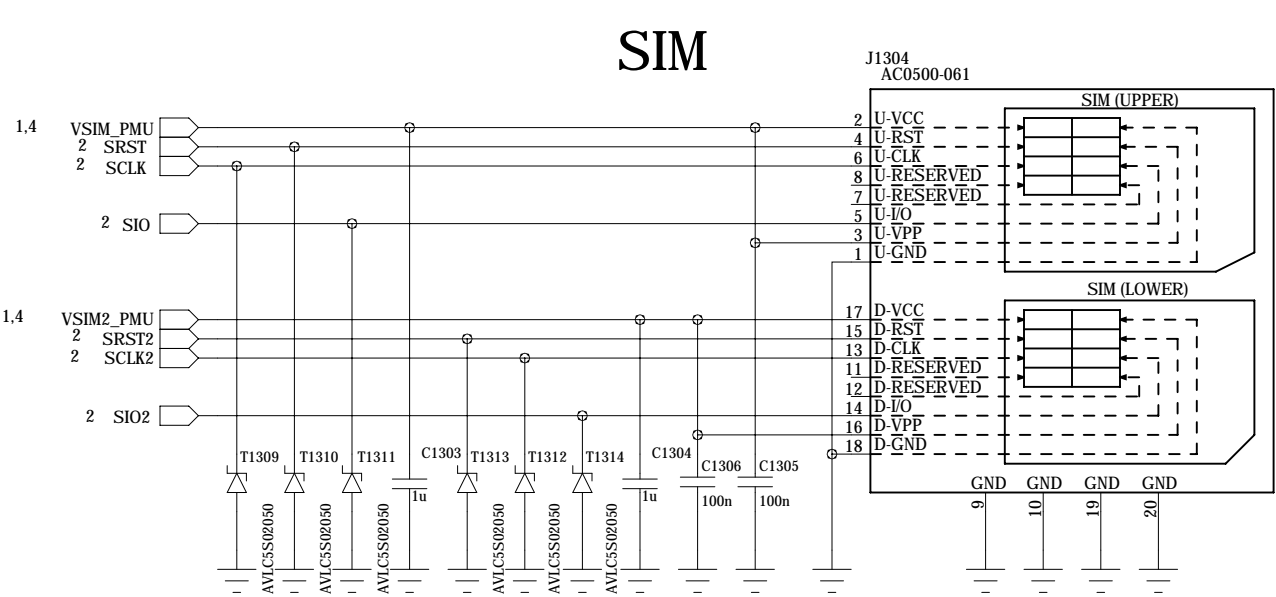 SIM
J1304
AC0500-061
SIM (UPPER)
1,4 VSIM_PMU
2 SRST
2 SCLK
2 SIO
2 U-VCC
4 U-RST
6 U-CLK
8 U-RESERVED
7 U-RESERVED
5 U-I/O
3 U-VPP
1 U-GND
SIM (LOWER)
1,4 VSIM2_PMU
2 SRST2
2 SCLK2
2 SIO2
17 D-VCC
15 D-RST
13 D-CLK
11 D-RESERVED
12 D-RESERVED
14 D-I/O
16 D-VPP
18 D-GND
T1309
T1310
T1311
C1303
T1313
T1312
T1314
C1304
C1306
C1305
1u
1u
100n
100n
AVLC5S02050
AVLC5S02050
AVLC5S02050
AVLC5S02050
AVLC5S02050
AVLC5S02050
GND GND GND GND
9 10 19 20